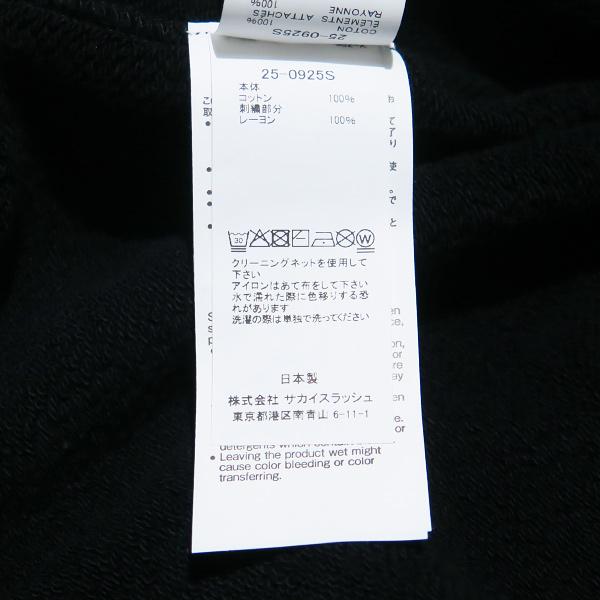 100%
ELEMENTS ATTACHÉS
RAYONNE 100%
COTON
25-0925S
25-0925S
本体
コットン 100%
刺繍部分
レーヨン 100%
30
W
クリーニングネットを使用して
下さい
アイロンはあて布をして下さい
水で濡れた際に色移りする恐
れがあります
洗濯の際は単独で洗ってください
日本製
株式会社 サカイスラッシュ
東京都港区南青山 6-11-1
• Leaving the product wet might
cause color bleeding or color
transferring.